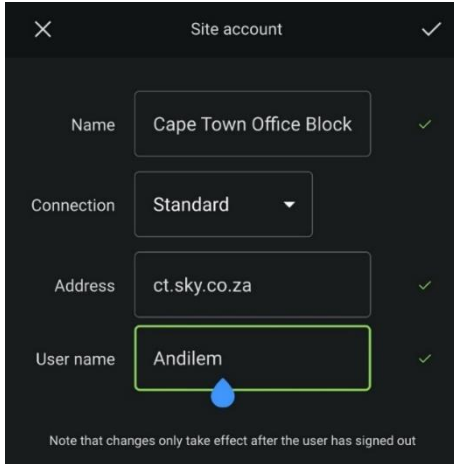 Site account
Name Cape Town Office Block
Connection Standard
Address ct.sky.co.za
User name Andilem
Note that changes only take effect after the user has signed out